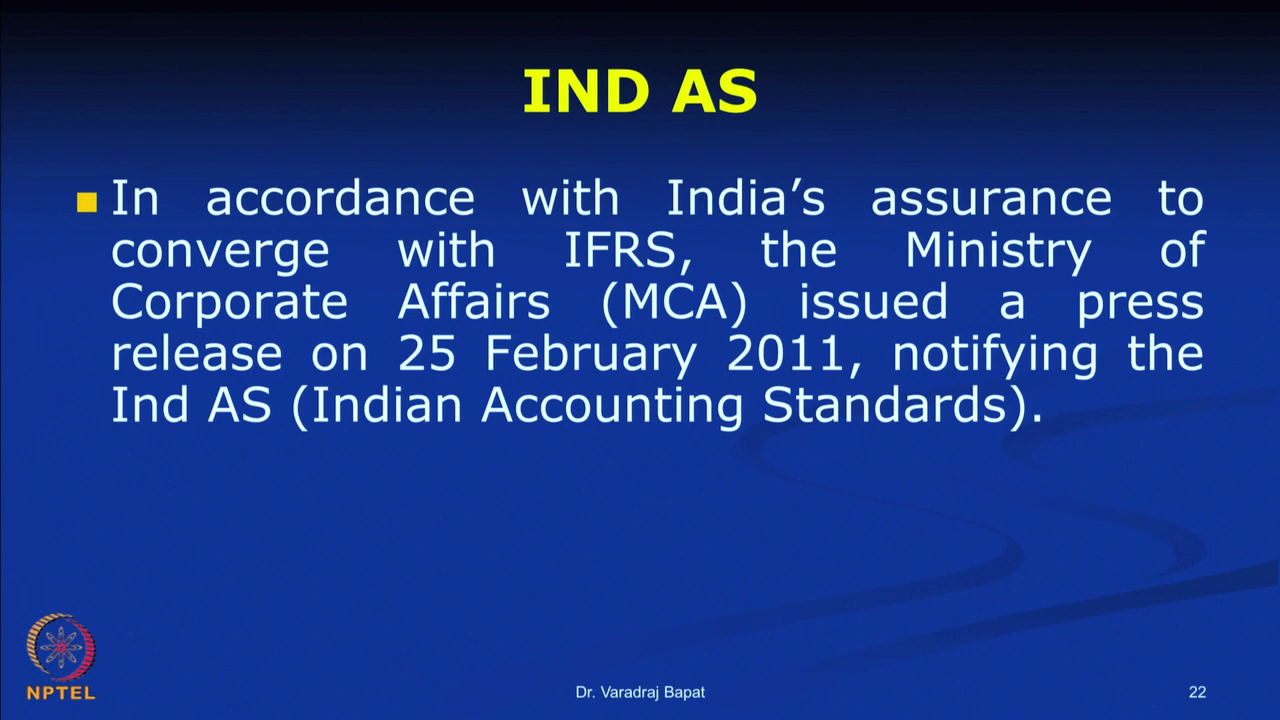 IND AS
In accordance with India’s assurance to
converge with IFRS, the Ministry of
Corporate Affairs (MCA) issued a press
release on 25 February 2011, notifying the
Ind AS (Indian Accounting Standards).
NPTEL
Dr. Varadraj Bapat
22